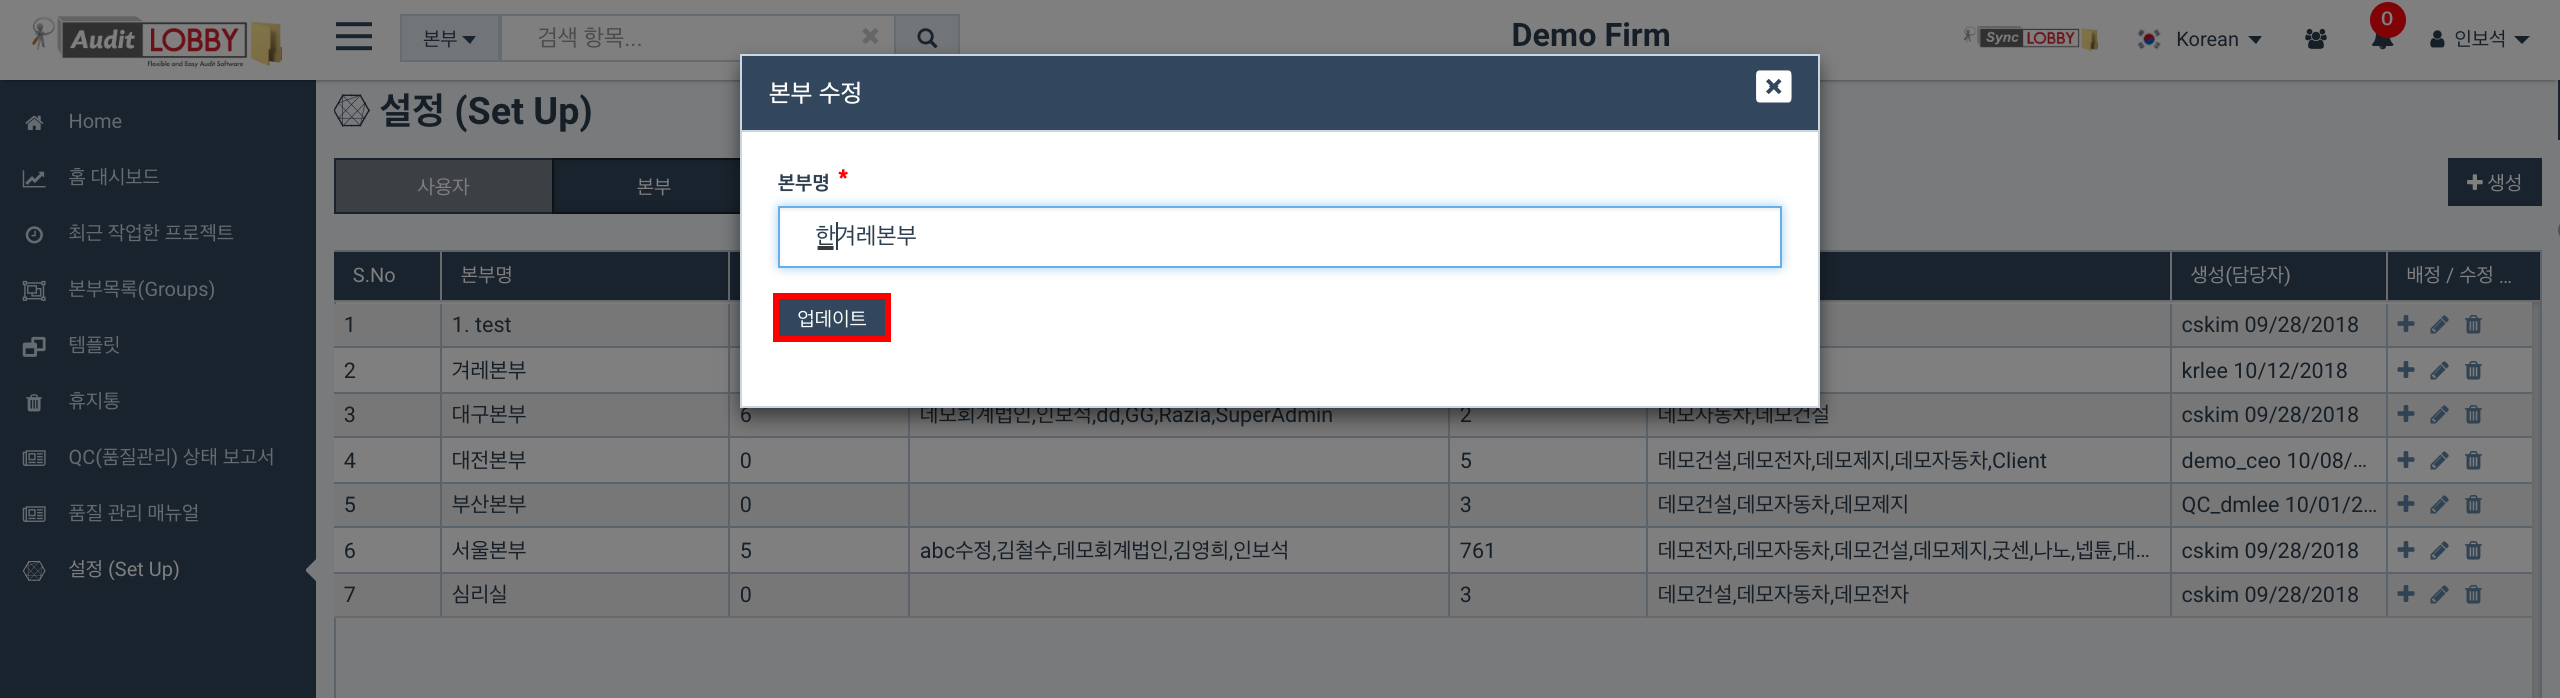 Audit LOBBY
Flexible and Easy Audit Software
본부
검색 항목...
Demo Firm
Sync LOBBY
Korean
0
인보석
Home
홈 대시보드
최근 작업한 프로젝트
본부목록(Groups)
템플릿
휴지통
QC(품질관리) 상태 보고서
품질 관리 매뉴얼
설정 (Set Up)
설정 (Set Up)
사용자
본부
생성
본부 수정
본부명 *
한겨레본부
업데이트
S.No 본부명 생성(담당자) 배정 / 수정 ...
1 1. test cskim 09/28/2018
2 겨레본부 krlee 10/12/2018
3 대구본부 6 데모회계법인,인보석,dd,GG,Razia,SuperAdmin 2 데모자동차,데모건설 cskim 09/28/2018
4 대전본부 0 5 데모건설,데모전자,데모제지,데모자동차,Client demo_ceo 10/08/...
5 부산본부 0 3 데모건설,데모자동차,데모제지 QC_dmlee 10/01/2...
6 서울본부 5 abc수정,김철수,데모회계법인,김영희,인보석 761 데모전자,데모자동차,데모건설,데모제지,굿센,나노,넵튠,대... cskim 09/28/2018
7 심리실 0 3 데모건설,데모자동차,데모전자 cskim 09/28/2018